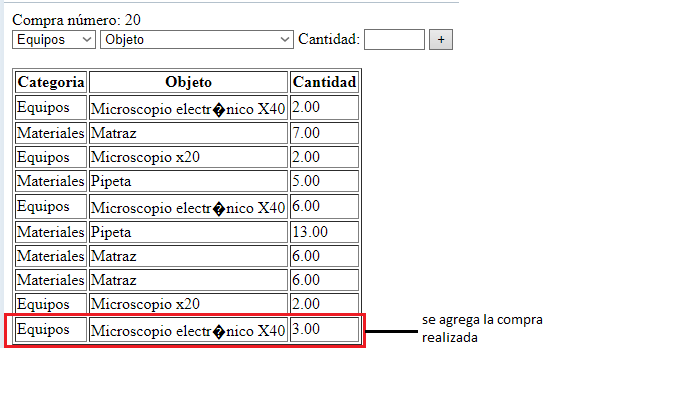 Compra número: 20
Equipos Objeto Cantidad: +
Categoria Objeto Cantidad
Equipos Microscopio electr�nico X40 2.00
Materiales Matraz 7.00
Equipos Microscopio x20 2.00
Materiales Pipeta 5.00
Equipos Microscopio electr�nico X40 6.00
Materiales Pipeta 13.00
Materiales Matraz 6.00
Materiales Matraz 6.00
Equipos Microscopio x20 2.00
Equipos Microscopio electr�nico X40 3.00
se agrega la compra
realizada